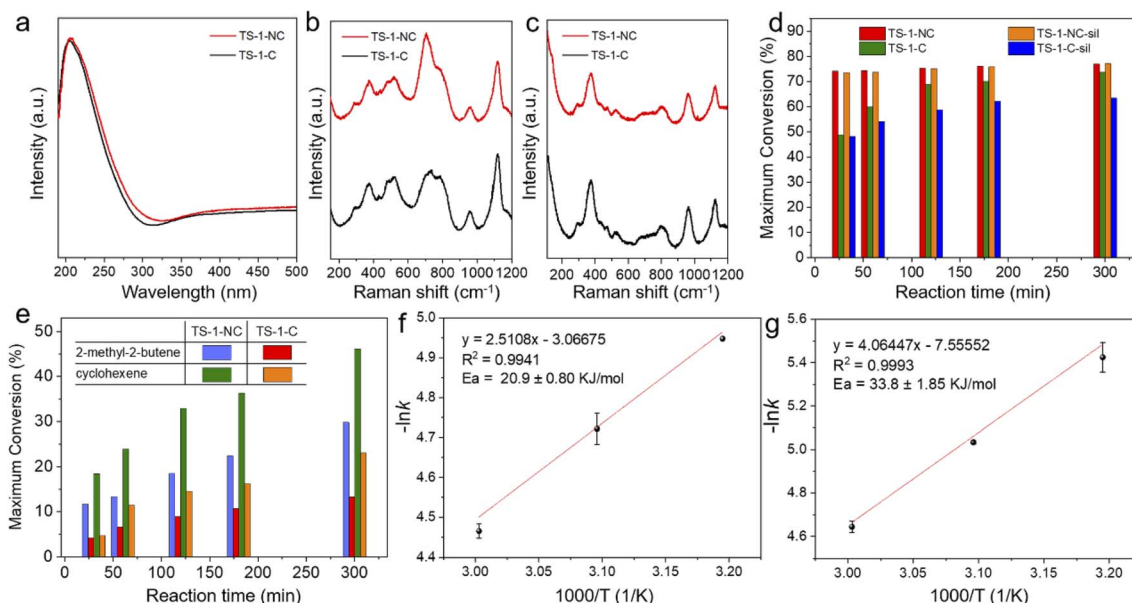 a
TS-1-NC
TS-1-C
Intensity (a.u.)
200 250 300 350 400 450 500
Wavelength (nm)
b
TS-1-NC
TS-1-C
Intensity (a.u.)
200 400 600 800 1000 1200
Raman shift (cm⁻¹)
c
TS-1-NC
TS-1-C
Intensity (a.u.)
200 400 600 800 1000 1200
Raman shift (cm⁻¹)
d
TS-1-NC TS-1-NC-sil
TS-1-C TS-1-C-sil
Maximum Conversion (%)
90
80
70
60
50
40
30
20
10
0
0 50 100 150 200 250 300
Reaction time (min)
e
TS-1-NC TS-1-C
2-methyl-2-butene
cyclohexene
Maximum Conversion (%)
50
40
30
20
10
0
0 50 100 150 200 250 300
Reaction time (min)
f
y = 2.5108x - 3.06675
R² = 0.9941
Ea = 20.9 ± 0.80 KJ/mol
-lnk
5.0
4.9
4.8
4.7
4.6
4.5
4.4
3.00 3.05 3.10 3.15 3.20
1000/T (1/K)
g
y = 4.06447x - 7.55552
R² = 0.9993
Ea = 33.8 ± 1.85 KJ/mol
-lnk
5.6
5.4
5.2
5.0
4.8
4.6
3.00 3.05 3.10 3.15 3.20
1000/T (1/K)